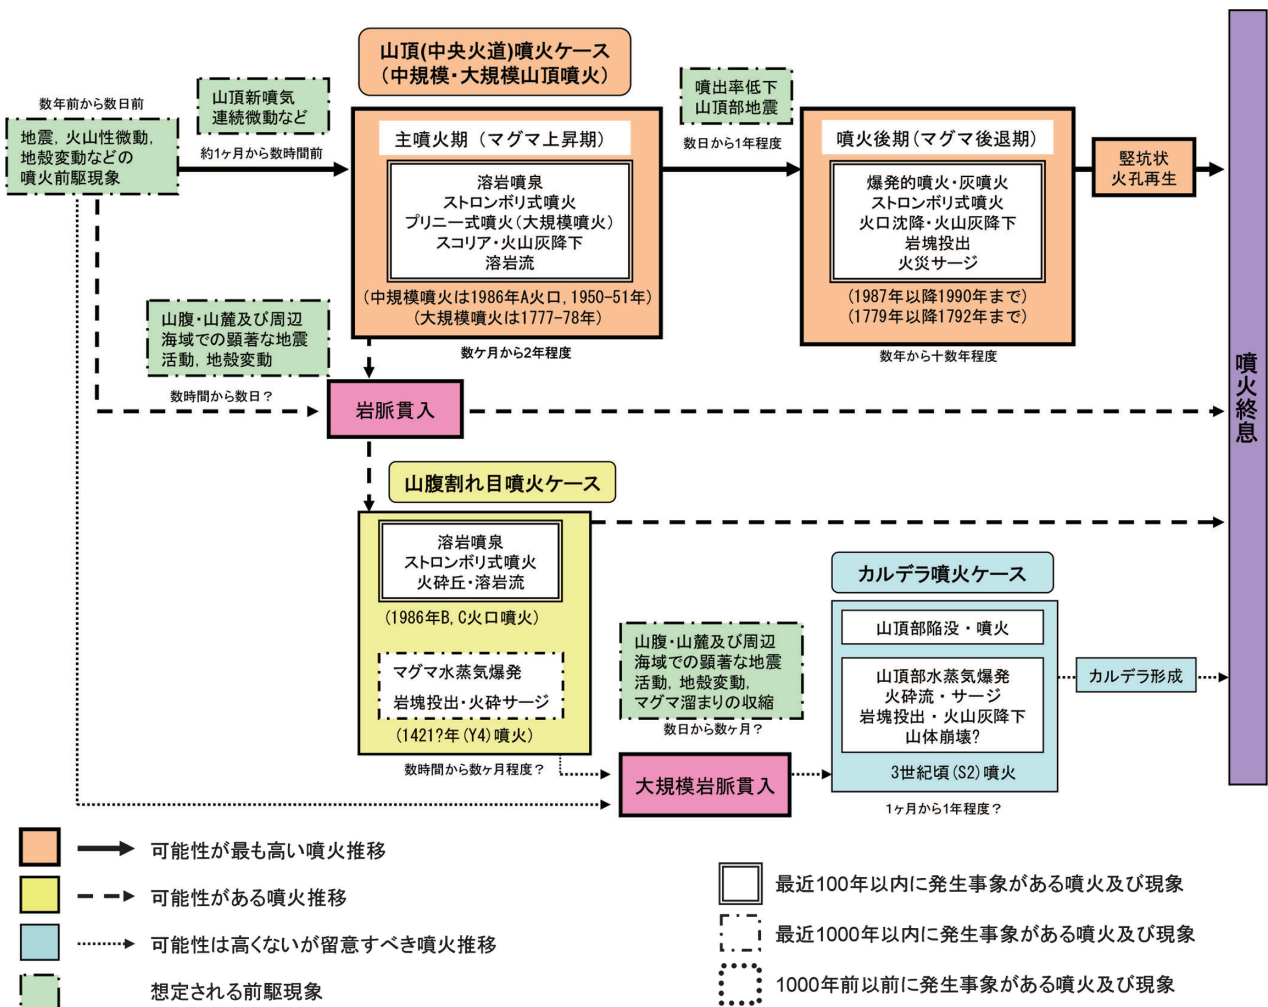 山頂(中央火道)噴火ケース
(中規模・大規模山頂噴火)
数年前から数日前
地震, 火山性微動,
地殻変動などの
噴火前駆現象
山頂新噴気
連続微動など
約1ヶ月から数時間前
主噴火期 (マグマ上昇期)
溶岩噴泉
ストロンボリ式噴火
プリニー式噴火(大規模噴火)
スコリア・火山灰降下
溶岩流
(中規模噴火は1986年A火口, 1950-51年)
(大規模噴火は1777-78年)
数ケ月から2年程度
噴出率低下
山頂部地震
数日から1年程度
噴火後期(マグマ後退期)
爆発的噴火・灰噴火
ストロンボリ式噴火
火口沈降・火山灰降下
岩塊投出
火災サージ
(1987年以降1990年まで)
(1779年以降1792年まで)
数年から十数年程度
竪坑状
火孔再生
噴火終息
山腹・山麓及び周辺
海域での顕著な地震
活動, 地殻変動
数時間から数日?
岩脈貫入
山腹割れ目噴火ケース
溶岩噴泉
ストロンボリ式噴火
火砕丘・溶岩流
(1986年B, C火口噴火)
マグマ水蒸気爆発
岩塊投出・火砕サージ
(1421?年(Y4)噴火)
数時間から数ヶ月程度?
山腹・山麓及び周辺
海域での顕著な地震
活動, 地殻変動,
マグマ溜まりの収縮
数日から数ヶ月?
大規模岩脈貫入
カルデラ噴火ケース
山頂部陥没・噴火
山頂部水蒸気爆発
火砕流・サージ
岩塊投出・火山灰降下
山体崩壊?
3世紀頃(S2)噴火
1ヶ月から1年程度?
カルデラ形成
可能性が最も高い噴火推移
可能性がある噴火推移
可能性は高くないが留意すべき噴火推移
想定される前駆現象
最近100年以内に発生事象がある噴火及び現象
最近1000年以内に発生事象がある噴火及び現象
1000年前以前に発生事象がある噴火及び現象